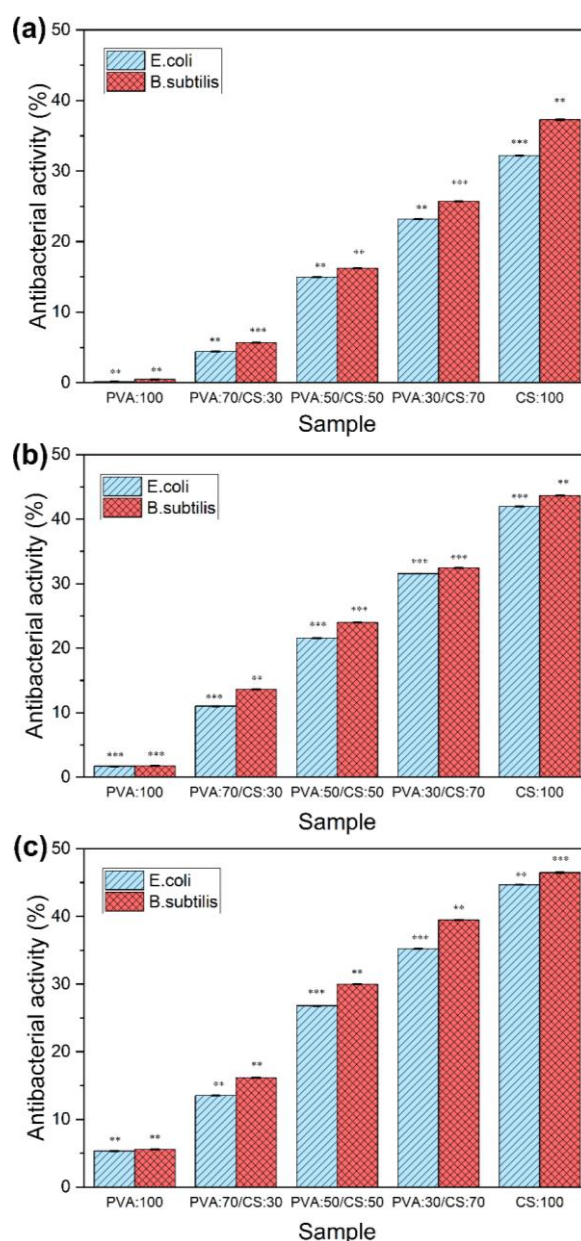 (a)
50
40
30
20
10
0
Antibacterial activity (%)
E.coli
B.subtilis
** ** ** *** ** ** ** *** *** **
PVA:100 PVA:70/CS:30 PVA:50/CS:50 PVA:30/CS:70 CS:100
Sample
(b)
50
40
30
20
10
0
Antibacterial activity (%)
E.coli
B.subtilis
*** *** *** ** *** *** *** *** *** **
PVA:100 PVA:70/CS:30 PVA:50/CS:50 PVA:30/CS:70 CS:100
Sample
(c)
50
40
30
20
10
0
Antibacterial activity (%)
E.coli
B.subtilis
** ** ** ** *** ** *** ** ** ***
PVA:100 PVA:70/CS:30 PVA:50/CS:50 PVA:30/CS:70 CS:100
Sample